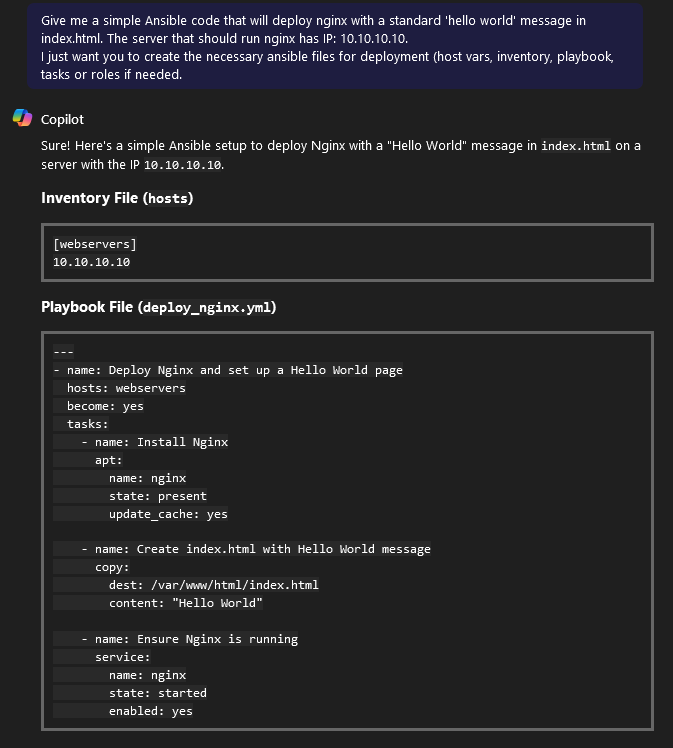 Give me a simple Ansible code that will deploy nginx with a standard 'hello world' message in
index.html. The server that should run nginx has IP: 10.10.10.10.
I just want you to create the necessary ansible files for deployment (host vars, inventory, playbook,
tasks or roles if needed.
Copilot
Sure! Here's a simple Ansible setup to deploy Nginx with a "Hello World" message in index.html on a
server with the IP 10.10.10.10.
Inventory File (hosts)
[webservers]
10.10.10.10
Playbook File (deploy_nginx.yml)
---
- name: Deploy Nginx and set up a Hello World page
  hosts: webservers
  become: yes
  tasks:
    - name: Install Nginx
      apt:
        name: nginx
        state: present
        update_cache: yes

    - name: Create index.html with Hello World message
      copy:
        dest: /var/www/html/index.html
        content: "Hello World"

    - name: Ensure Nginx is running
      service:
        name: nginx
        state: started
        enabled: yes